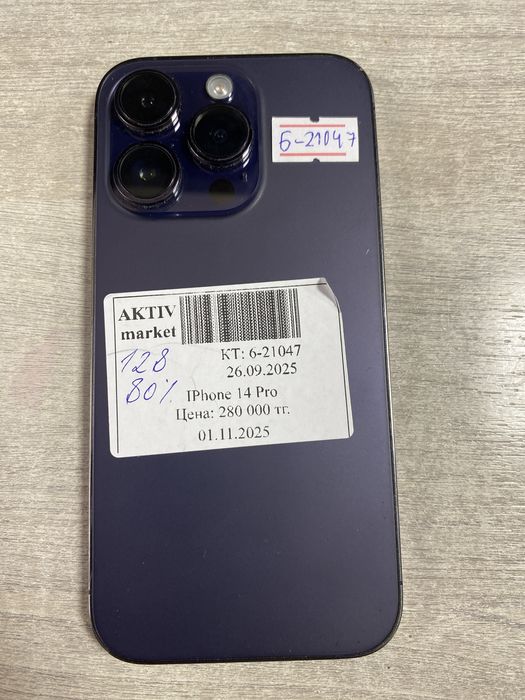 6-21047
AKTIV
market
КТ: 6-21047
26.09.2025
128
80%
IPhone 14 Pro
Цена: 280 000 тг.
01.11.2025